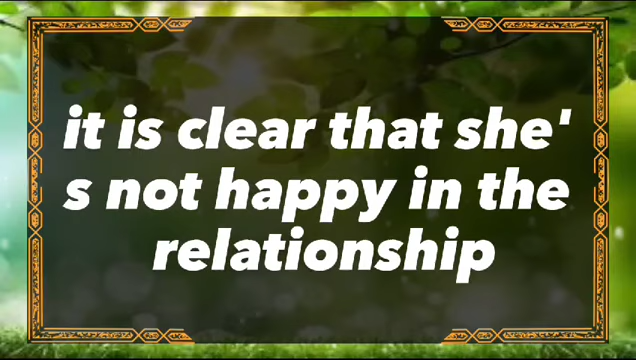 it is clear that she'
s not happy in the
relationship